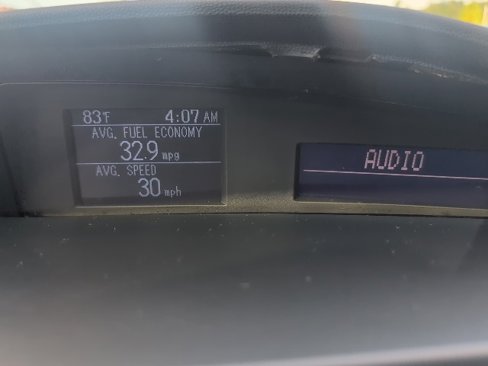 83°F 4:07 AM
AVG. FUEL ECONOMY
32.9 mpg
AVG. SPEED
30 mph
AUDIO